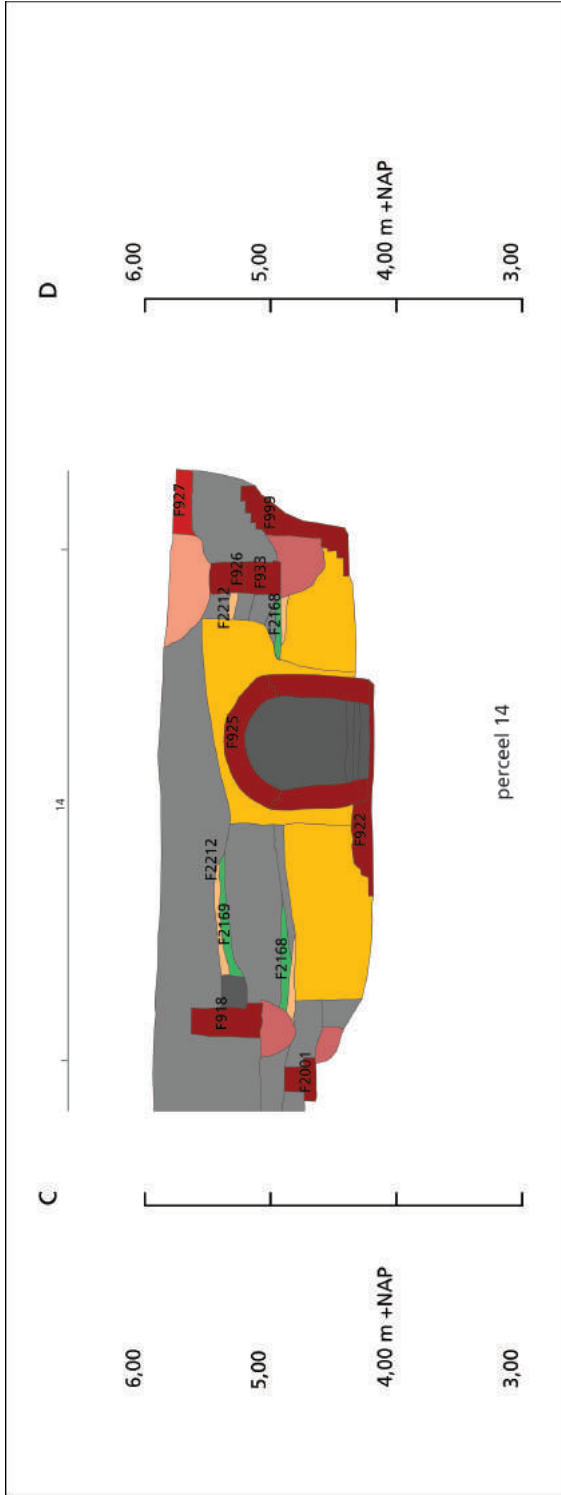 C
D
14
6,00
5,00
4,00 m +NAP
3,00
6,00
5,00
4,00 m +NAP
3,00
F918
F2001
F2212
F2169
F2168
F925
F922
F2212
F926
F933
F2168
F927
F999
perceel 14